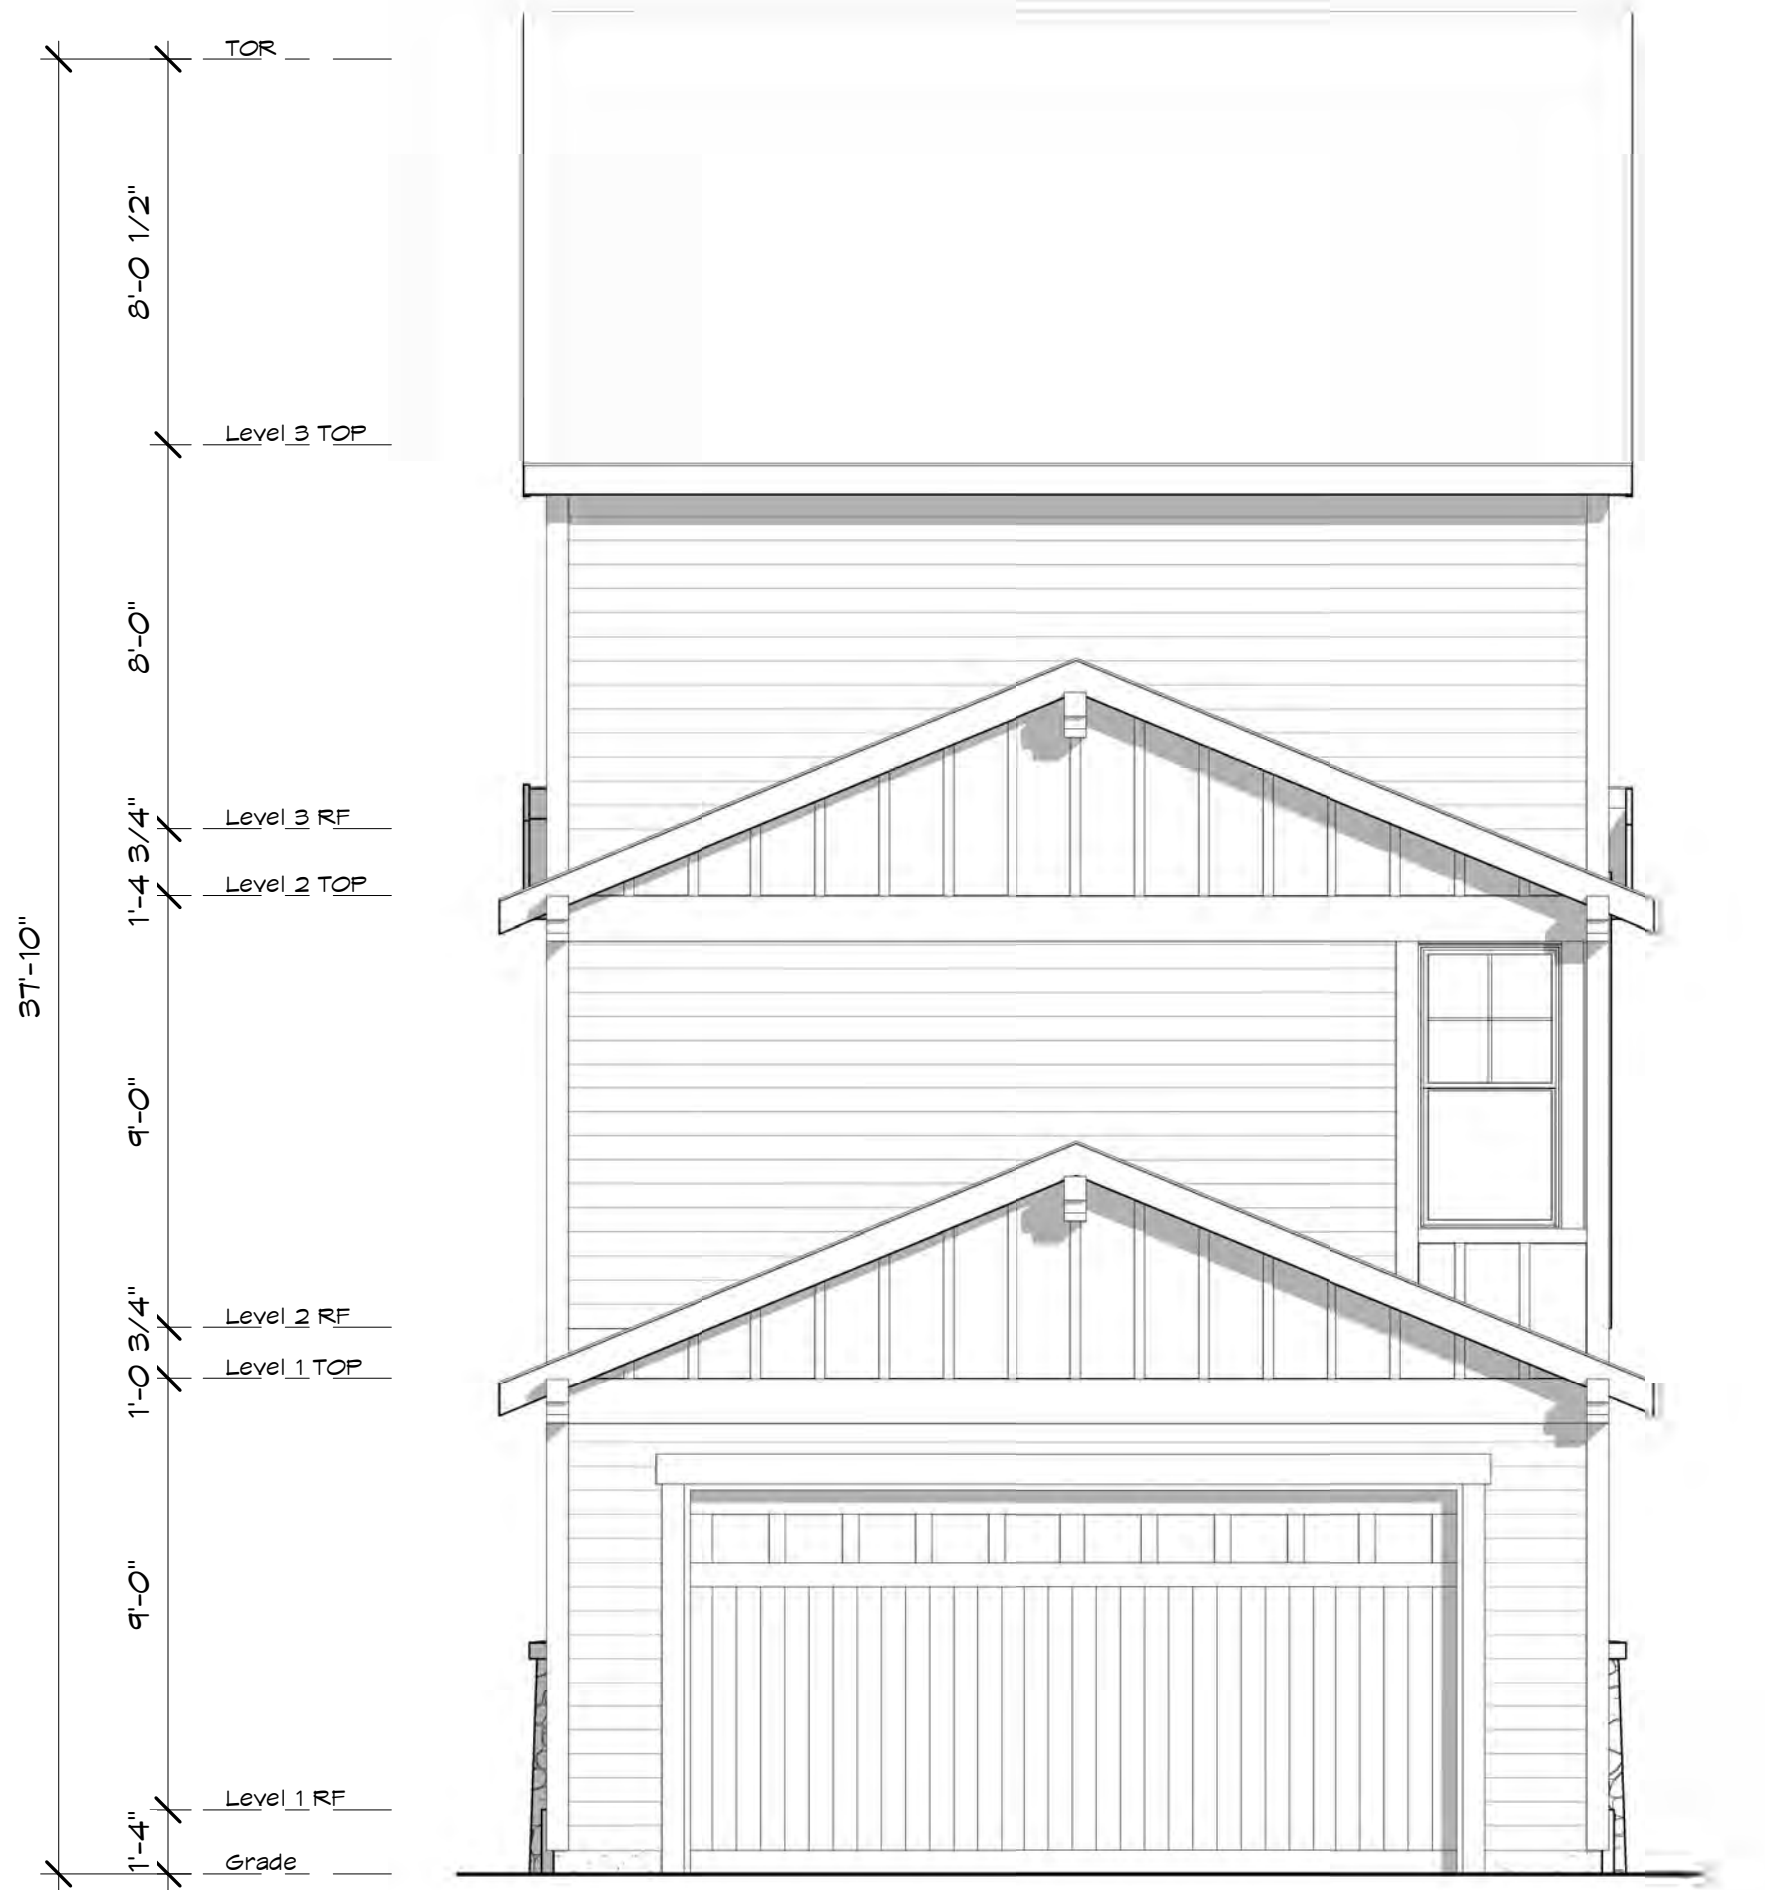 TOR
8'-0 1/2"
Level 3 TOP
8'-0"
Level 3 RF
1'-4 3/4"
Level 2 TOP
37'-10"
9'-0"
Level 2 RF
1'-0 3/4"
Level 1 TOP
9'-0"
Level 1 RF
1'-4"
Grade